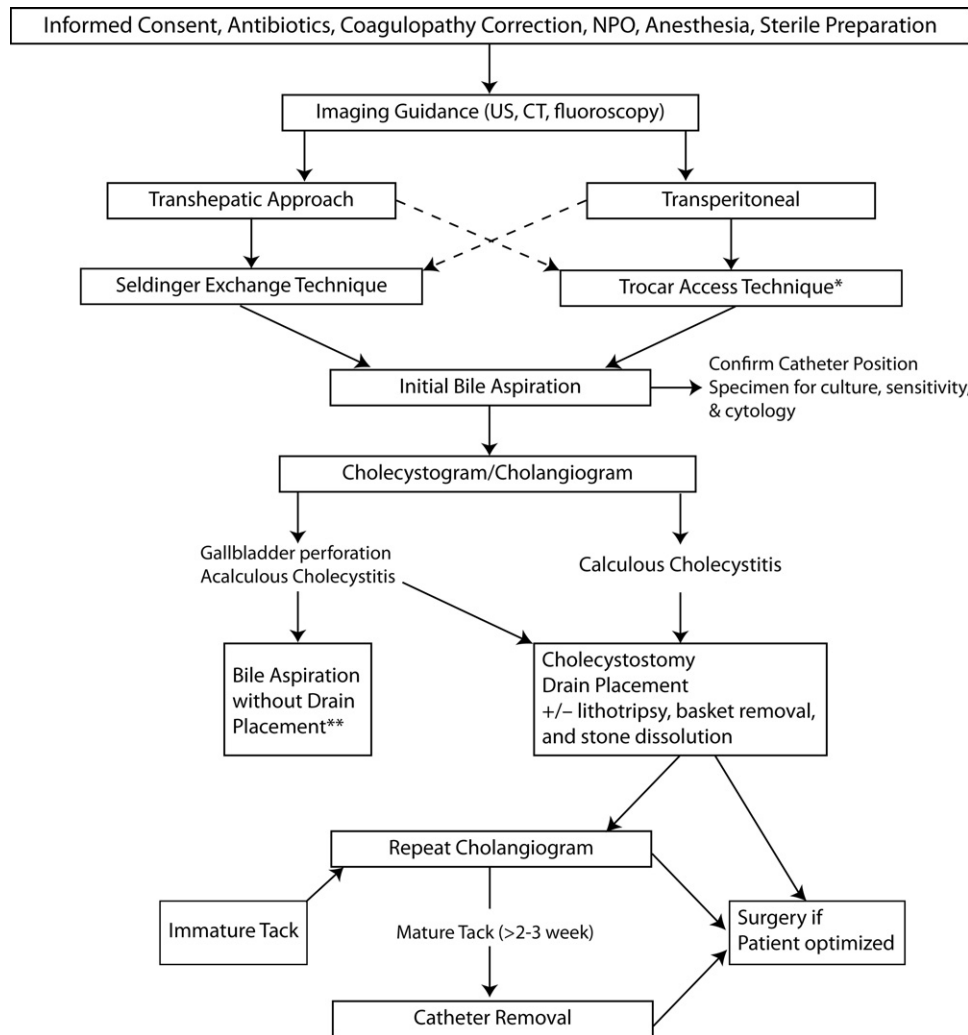 Informed Consent, Antibiotics, Coagulopathy Correction, NPO, Anesthesia, Sterile Preparation
Imaging Guidance (US, CT, fluoroscopy)
Transhepatic Approach
Transperitoneal
Seldinger Exchange Technique
Trocar Access Technique*
Initial Bile Aspiration
Confirm Catheter Position
Specimen for culture, sensitivity,
& cytology
Cholecystogram/Cholangiogram
Gallbladder perforation
Acalculous Cholecystitis
Calculous Cholecystitis
Bile Aspiration
without Drain
Placement**
Cholecystostomy
Drain Placement
+/– lithotripsy, basket removal,
and stone dissolution
Repeat Cholangiogram
Immature Tack
Mature Tack (>2-3 week)
Surgery if
Patient optimized
Catheter Removal